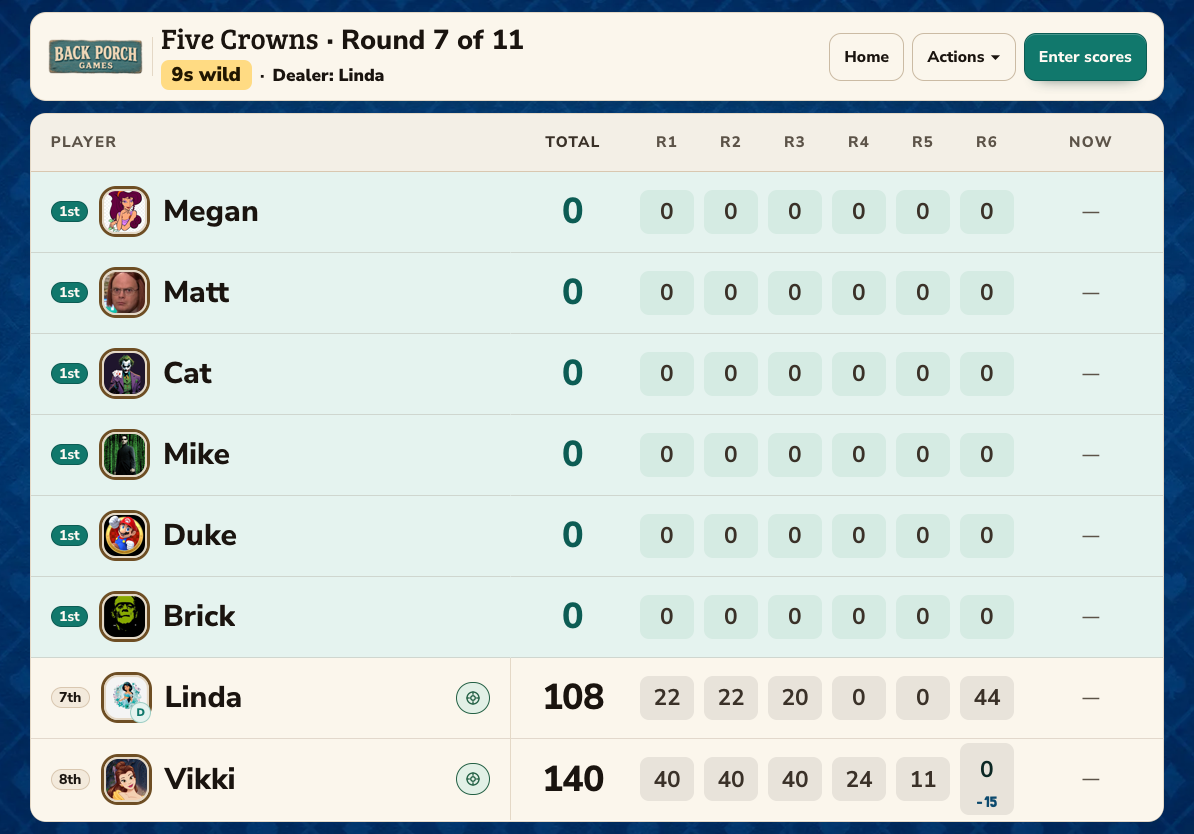 BACK PORCH
GAMES
Five Crowns · Round 7 of 11
9s wild · Dealer: Linda
Home
Actions
Enter scores
PLAYER TOTAL R1 R2 R3 R4 R5 R6 NOW
1st Megan 0 0 0 0 0 0 0 —
1st Matt 0 0 0 0 0 0 0 —
1st Cat 0 0 0 0 0 0 0 —
1st Mike 0 0 0 0 0 0 0 —
1st Duke 0 0 0 0 0 0 0 —
1st Brick 0 0 0 0 0 0 0 —
7th D Linda 108 22 22 20 0 0 44 —
8th Vikki 140 40 40 40 24 11 0 —
-15